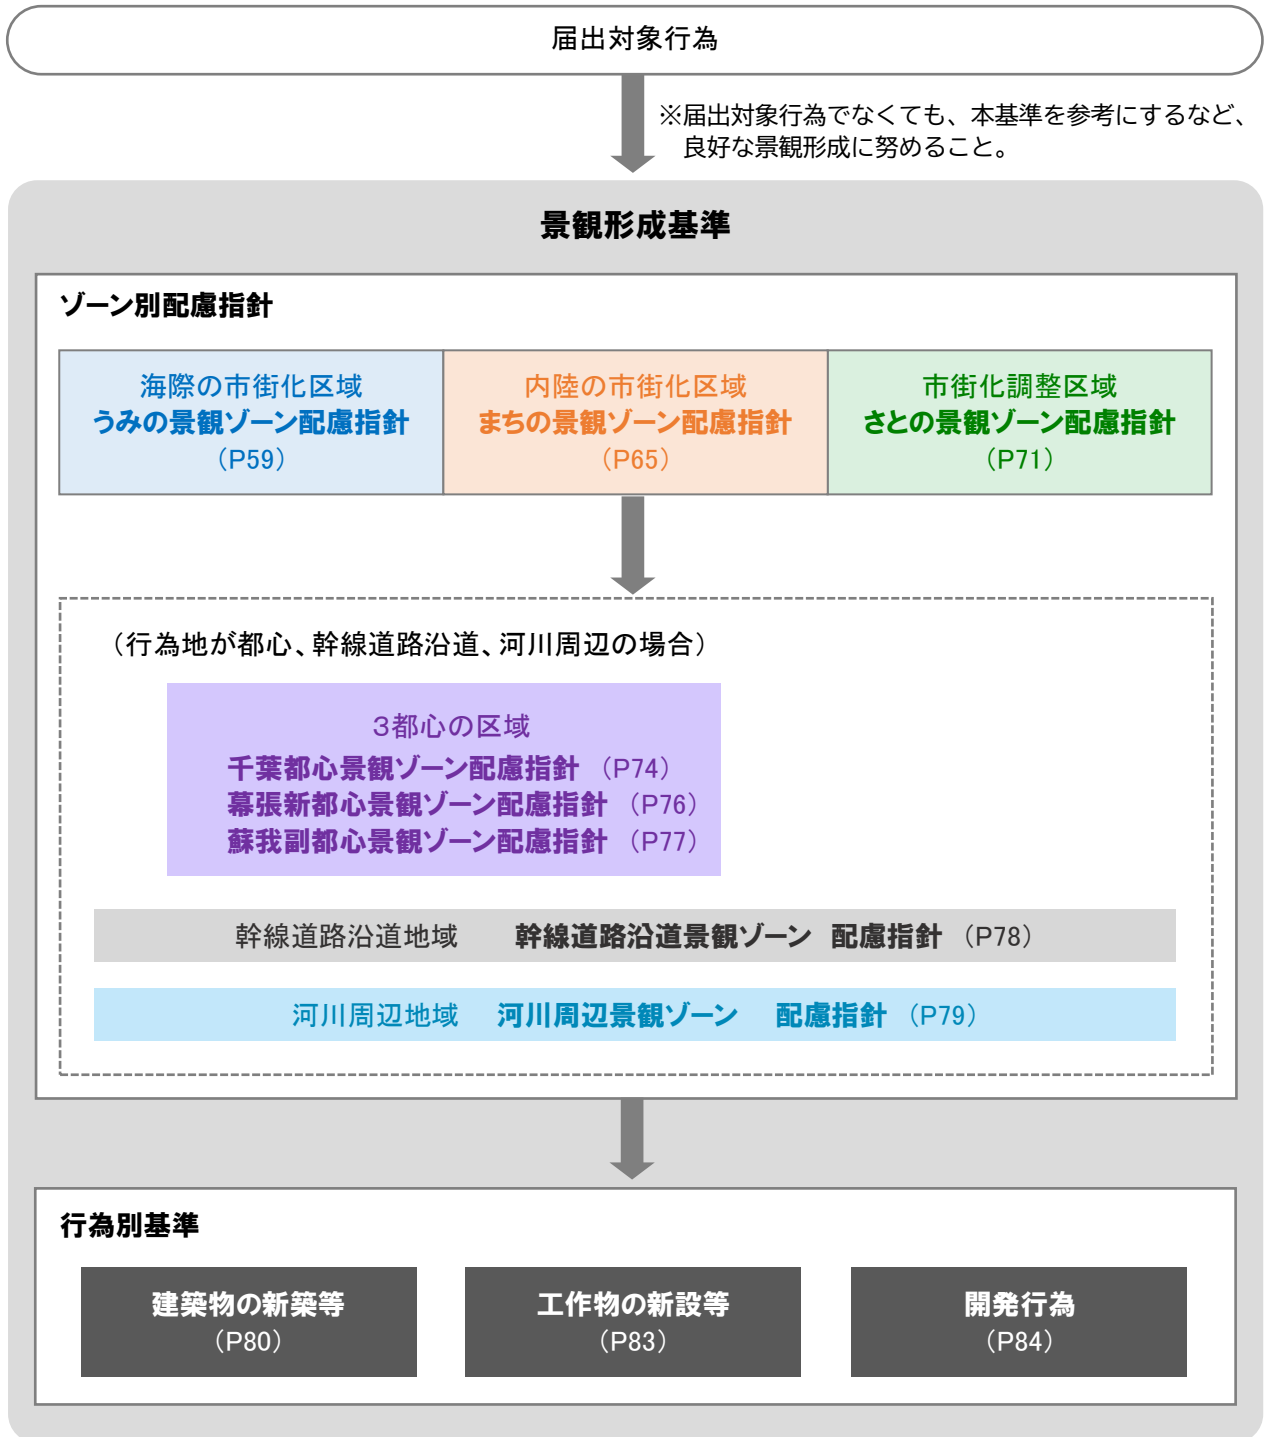 届出対象行為
※届出対象行為でなくても、本基準を参考にするなど、
良好な景観形成に努めること。
景観形成基準
ゾーン別配慮指針
海際の市街化区域
うみの景観ゾーン配慮指針
（P59）
内陸の市街化区域
まちの景観ゾーン配慮指針
（P65）
市街化調整区域
さとの景観ゾーン配慮指針
（P71）
（行為地が都心、幹線道路沿道、河川周辺の場合）
３都心の区域
千葉都心景観ゾーン配慮指針 （P74）
幕張新都心景観ゾーン配慮指針 （P76）
蘇我副都心景観ゾーン配慮指針 （P77）
幹線道路沿道地域 幹線道路沿道景観ゾーン 配慮指針 （P78）
河川周辺地域 河川周辺景観ゾーン 配慮指針 （P79）
行為別基準
建築物の新築等
（P80）
工作物の新設等
（P83）
開発行為
（P84）